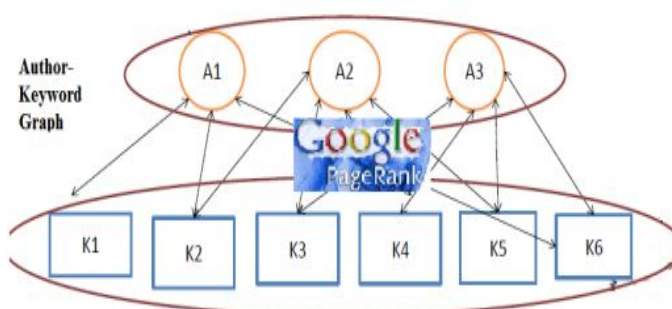 Author-
Keyword
Graph
A1
A2
A3
Google
PageRank
K1
K2
K3
K4
K5
K6